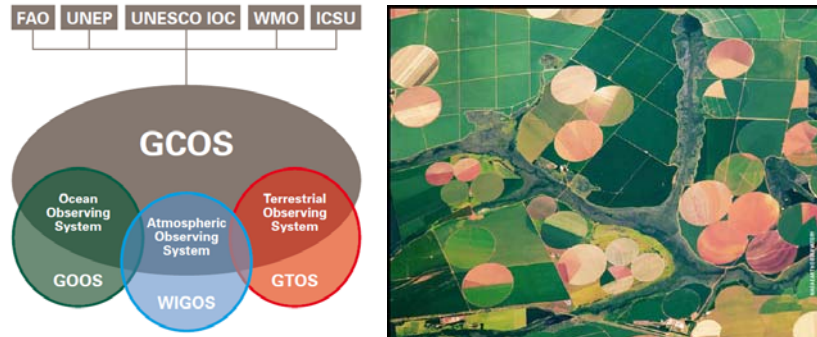 FAO UNEP UNESCO IOC WMO ICSU
GCOS
Ocean
Observing
System
GOOS
Atmospheric
Observing
System
WIGOS
Terrestrial
Observing
System
GTOS